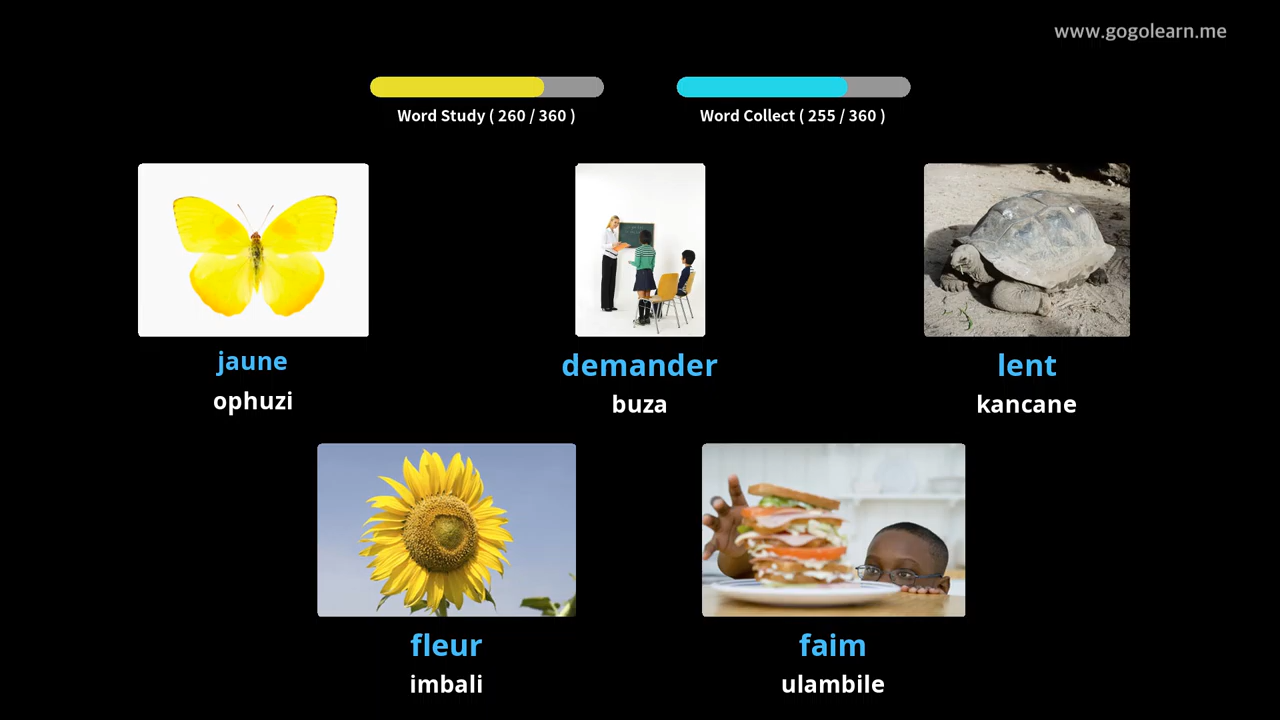 www.gogolearn.me
Word Study ( 260 / 360 )
Word Collect ( 255 / 360 )
jaune
ophuzi
demander
buza
lent
kancane
fleur
imbali
faim
ulambile